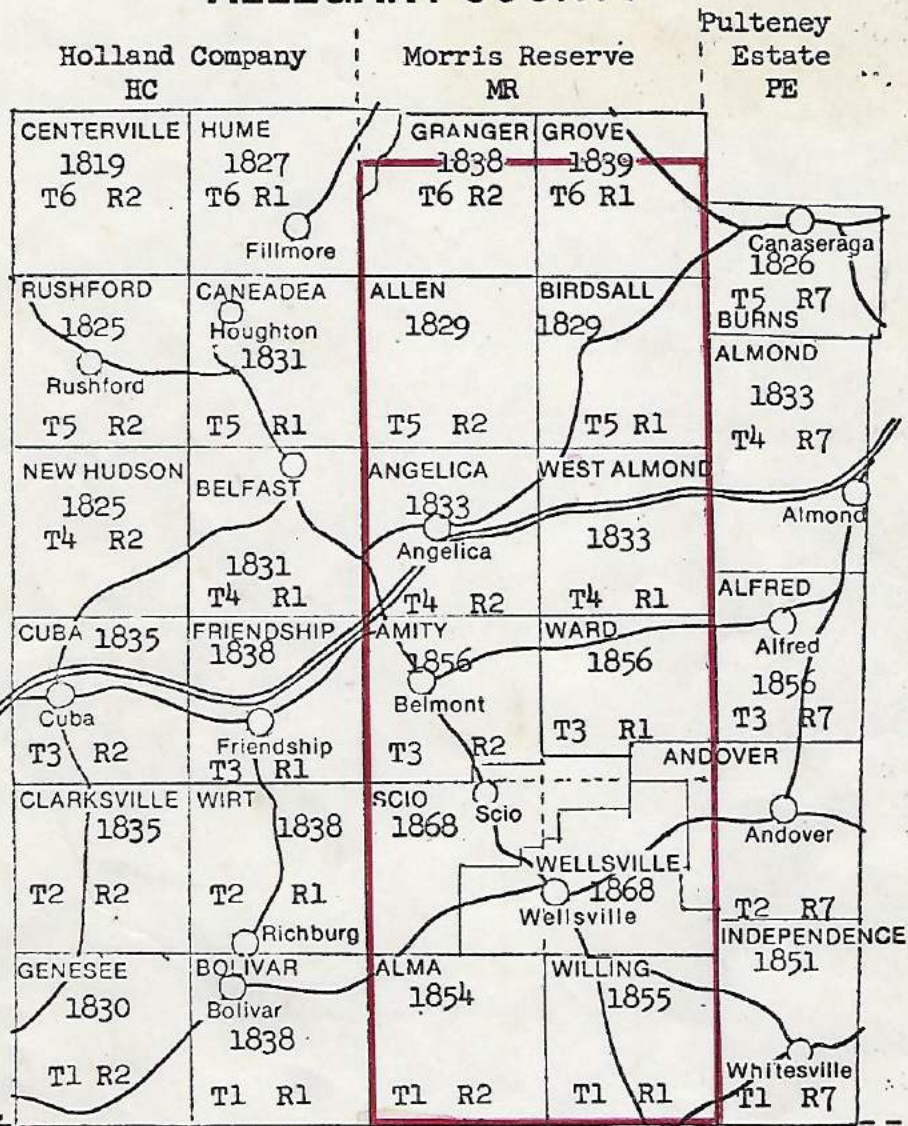 Pulteney
Holland Company Morris Reserve Estate
HC MR PE
CENTERVILLE HUME GRANGER GROVE
1819 1827 1838 1839
T6 R2 T6 R1 T6 R2 T6 R1
Fillmore Canaseraga
1826
T5 R7
BURNS
RUSHFORD CANEADEA ALLEN BIRDSALL
1825 Houghton 1829 1829
1831
Rushford
T5 R2 T5 R1 T5 R2 T5 R1
ALMOND
1833
T4 R7
Almond
NEW HUDSON BELFAST ANGELICA WEST ALMOND
1825 1833
T4 R2 Angelica 1833
1831
T4 R1 T4 R2 T4 R1
ALFRED
Alfred
1856
T3 R7
CUBA 1835 FRIENDSHIP AMITY WARD
1838 1856 1856
Cuba Friendship Belmont
T3 R2 T3 R1 T3 R2 T3 R1
ANDOVER
Andover
T2 R7
CLARKSVILLE WIRT SCIO Scio
1835 1838 1868
WELLSVILLE
1868
Wellsville
T2 R2 T2 R1
Richburg
INDEPENDENCE
1851
Whitesville
T1 R7
GENESEE BOLIVAR ALMA WILLING
1830 Bolivar 1854 1855
1838
T1 R2 T1 R1 T1 R2 T1 R1